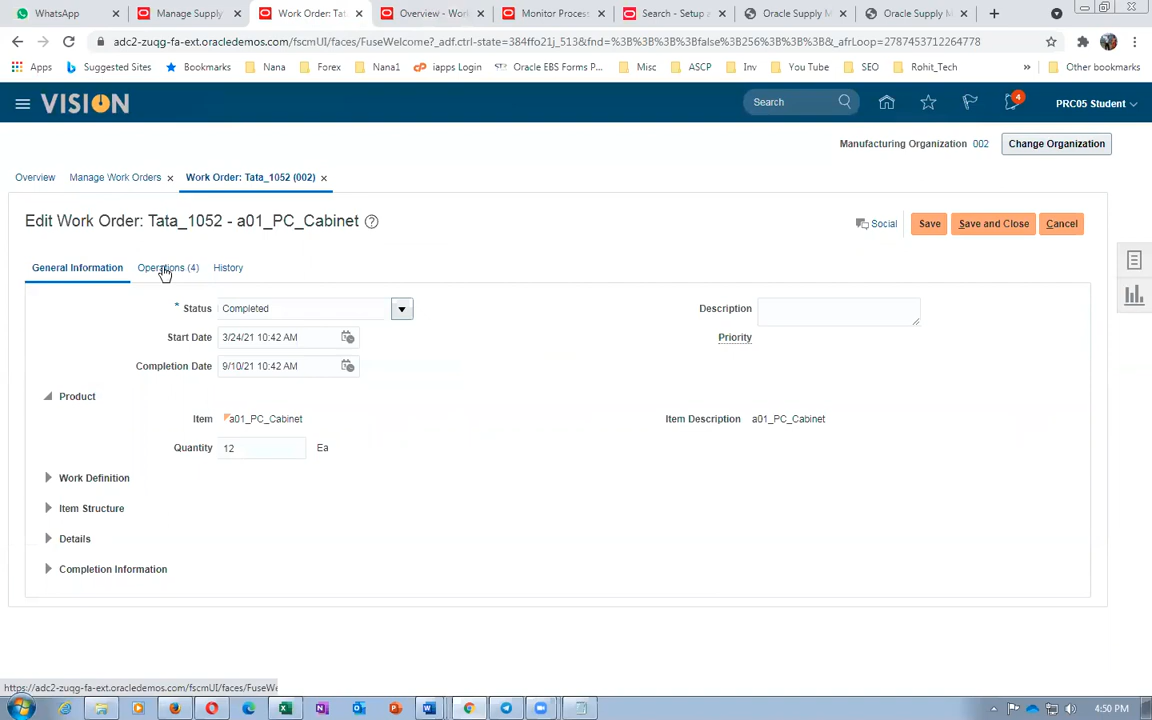 WhatsApp
Manage Supply
Work Order: Tat
Overview - Work
Monitor Process
Search - Setup a
Oracle Supply M
Oracle Supply M
adc2-zuqg-fa-ext.oracledemos.com/fscmUI/faces/FuseWelcome?_adf.ctrl-state=384ffo21j_513&fnd=%3B%3B%3B%3Bfalse%3B256%3B%3B%3B&_afrLoop=2787453712264778
Apps
Suggested Sites
Bookmarks
Nana
Forex
Nana1
iapps Login
Oracle EBS Forms P...
Misc
ASCP
Inv
You Tube
SEO
Rohit_Tech
»
Other bookmarks
VISION
Search
4
PRC05 Student
Manufacturing Organization 002
Change Organization
Overview
Manage Work Orders
Work Order: Tata_1052 (002)
Edit Work Order: Tata_1052 - a01_PC_Cabinet
Social
Save
Save and Close
Cancel
General Information
Operations (4)
History
* Status Completed
Description
Start Date 3/24/21 10:42 AM
Priority
Completion Date 9/10/21 10:42 AM
Product
Item a01_PC_Cabinet
Item Description a01_PC_Cabinet
Quantity 12 Ea
Work Definition
Item Structure
Details
Completion Information
https://adc2-zuqg-fa-ext.oracledemos.com/fscmUI/faces/FuseWe
4:50 PM